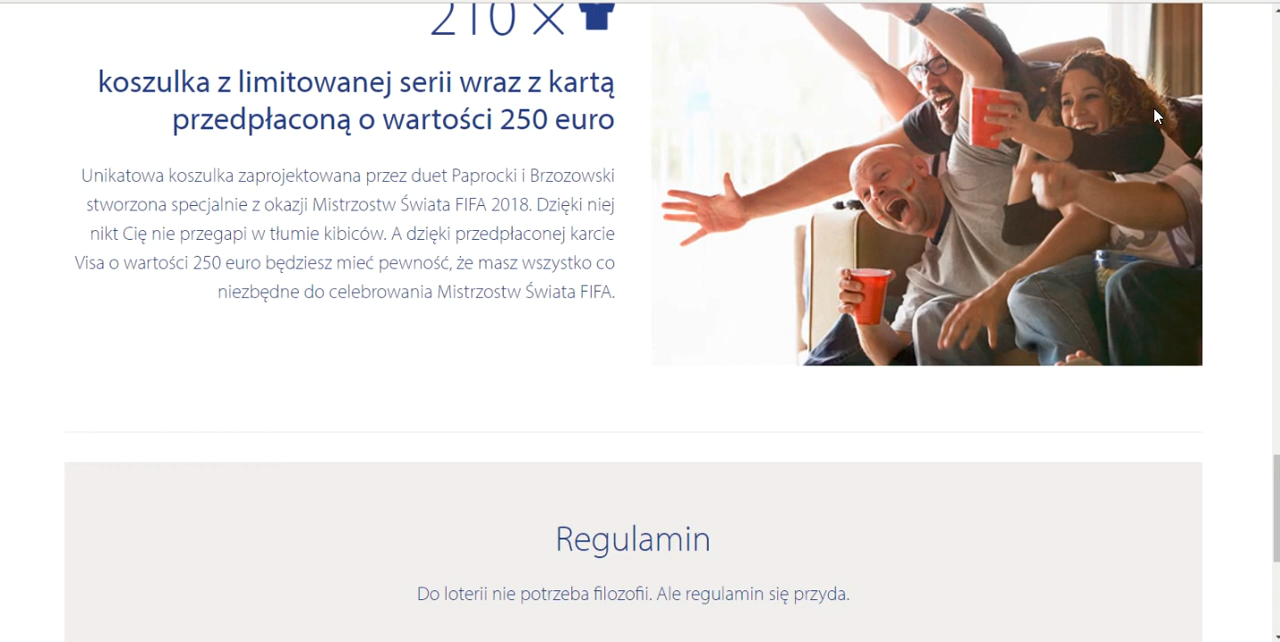 210 ×
koszulka z limitowanej serii wraz z kartą
przedpłaconą o wartości 250 euro
Unikatowa koszulka zaprojektowana przez duet Paprocki i Brzozowski
stworzona specjalnie z okazji Mistrzostw Świata FIFA 2018. Dzięki niej
nikt Cię nie przegapi w tłumie kibiców. A dzięki przedpłaconej karcie
Visa o wartości 250 euro będziesz mieć pewność, że masz wszystko co
niezbędne do celebrowania Mistrzostw Świata FIFA.
Regulamin
Do loterii nie potrzeba filozofii. Ale regulamin się przyda.